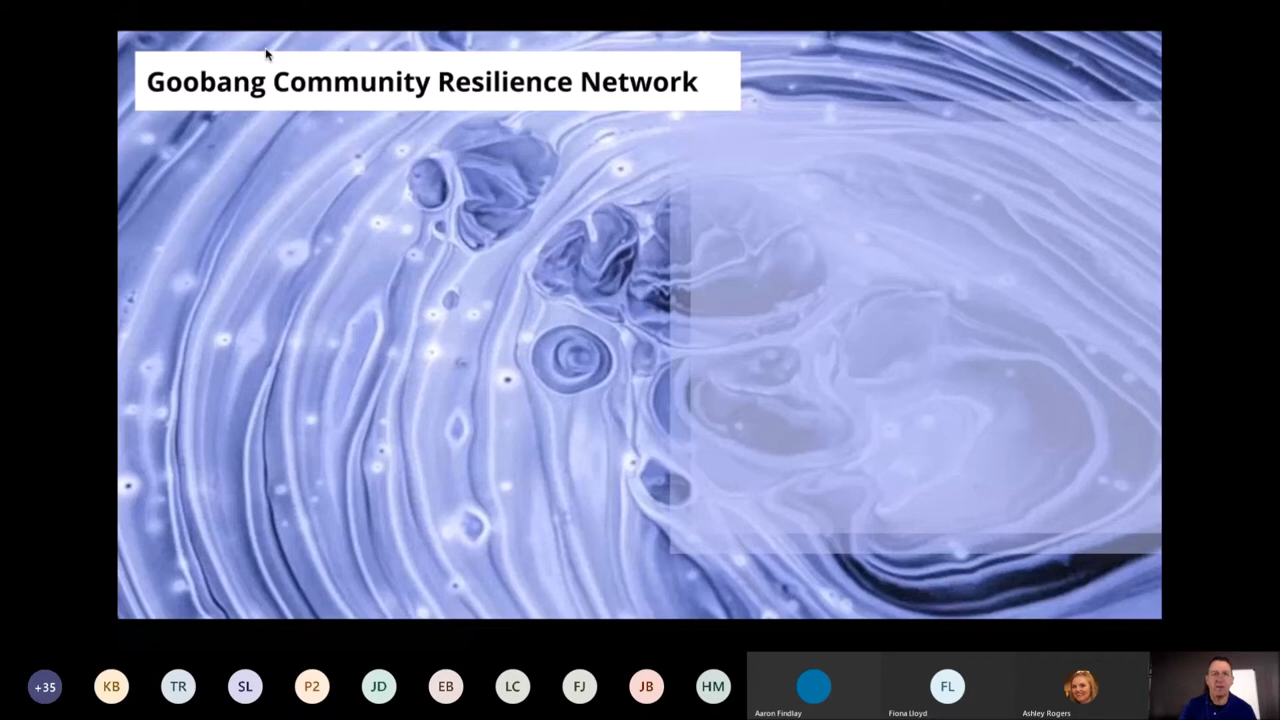 Goobang Community Resilience Network
+35
KB
TR
SL
P2
JD
EB
LC
FJ
JB
HM
FL
Aaron Findlay
Fiona Lloyd
Ashley Rogers